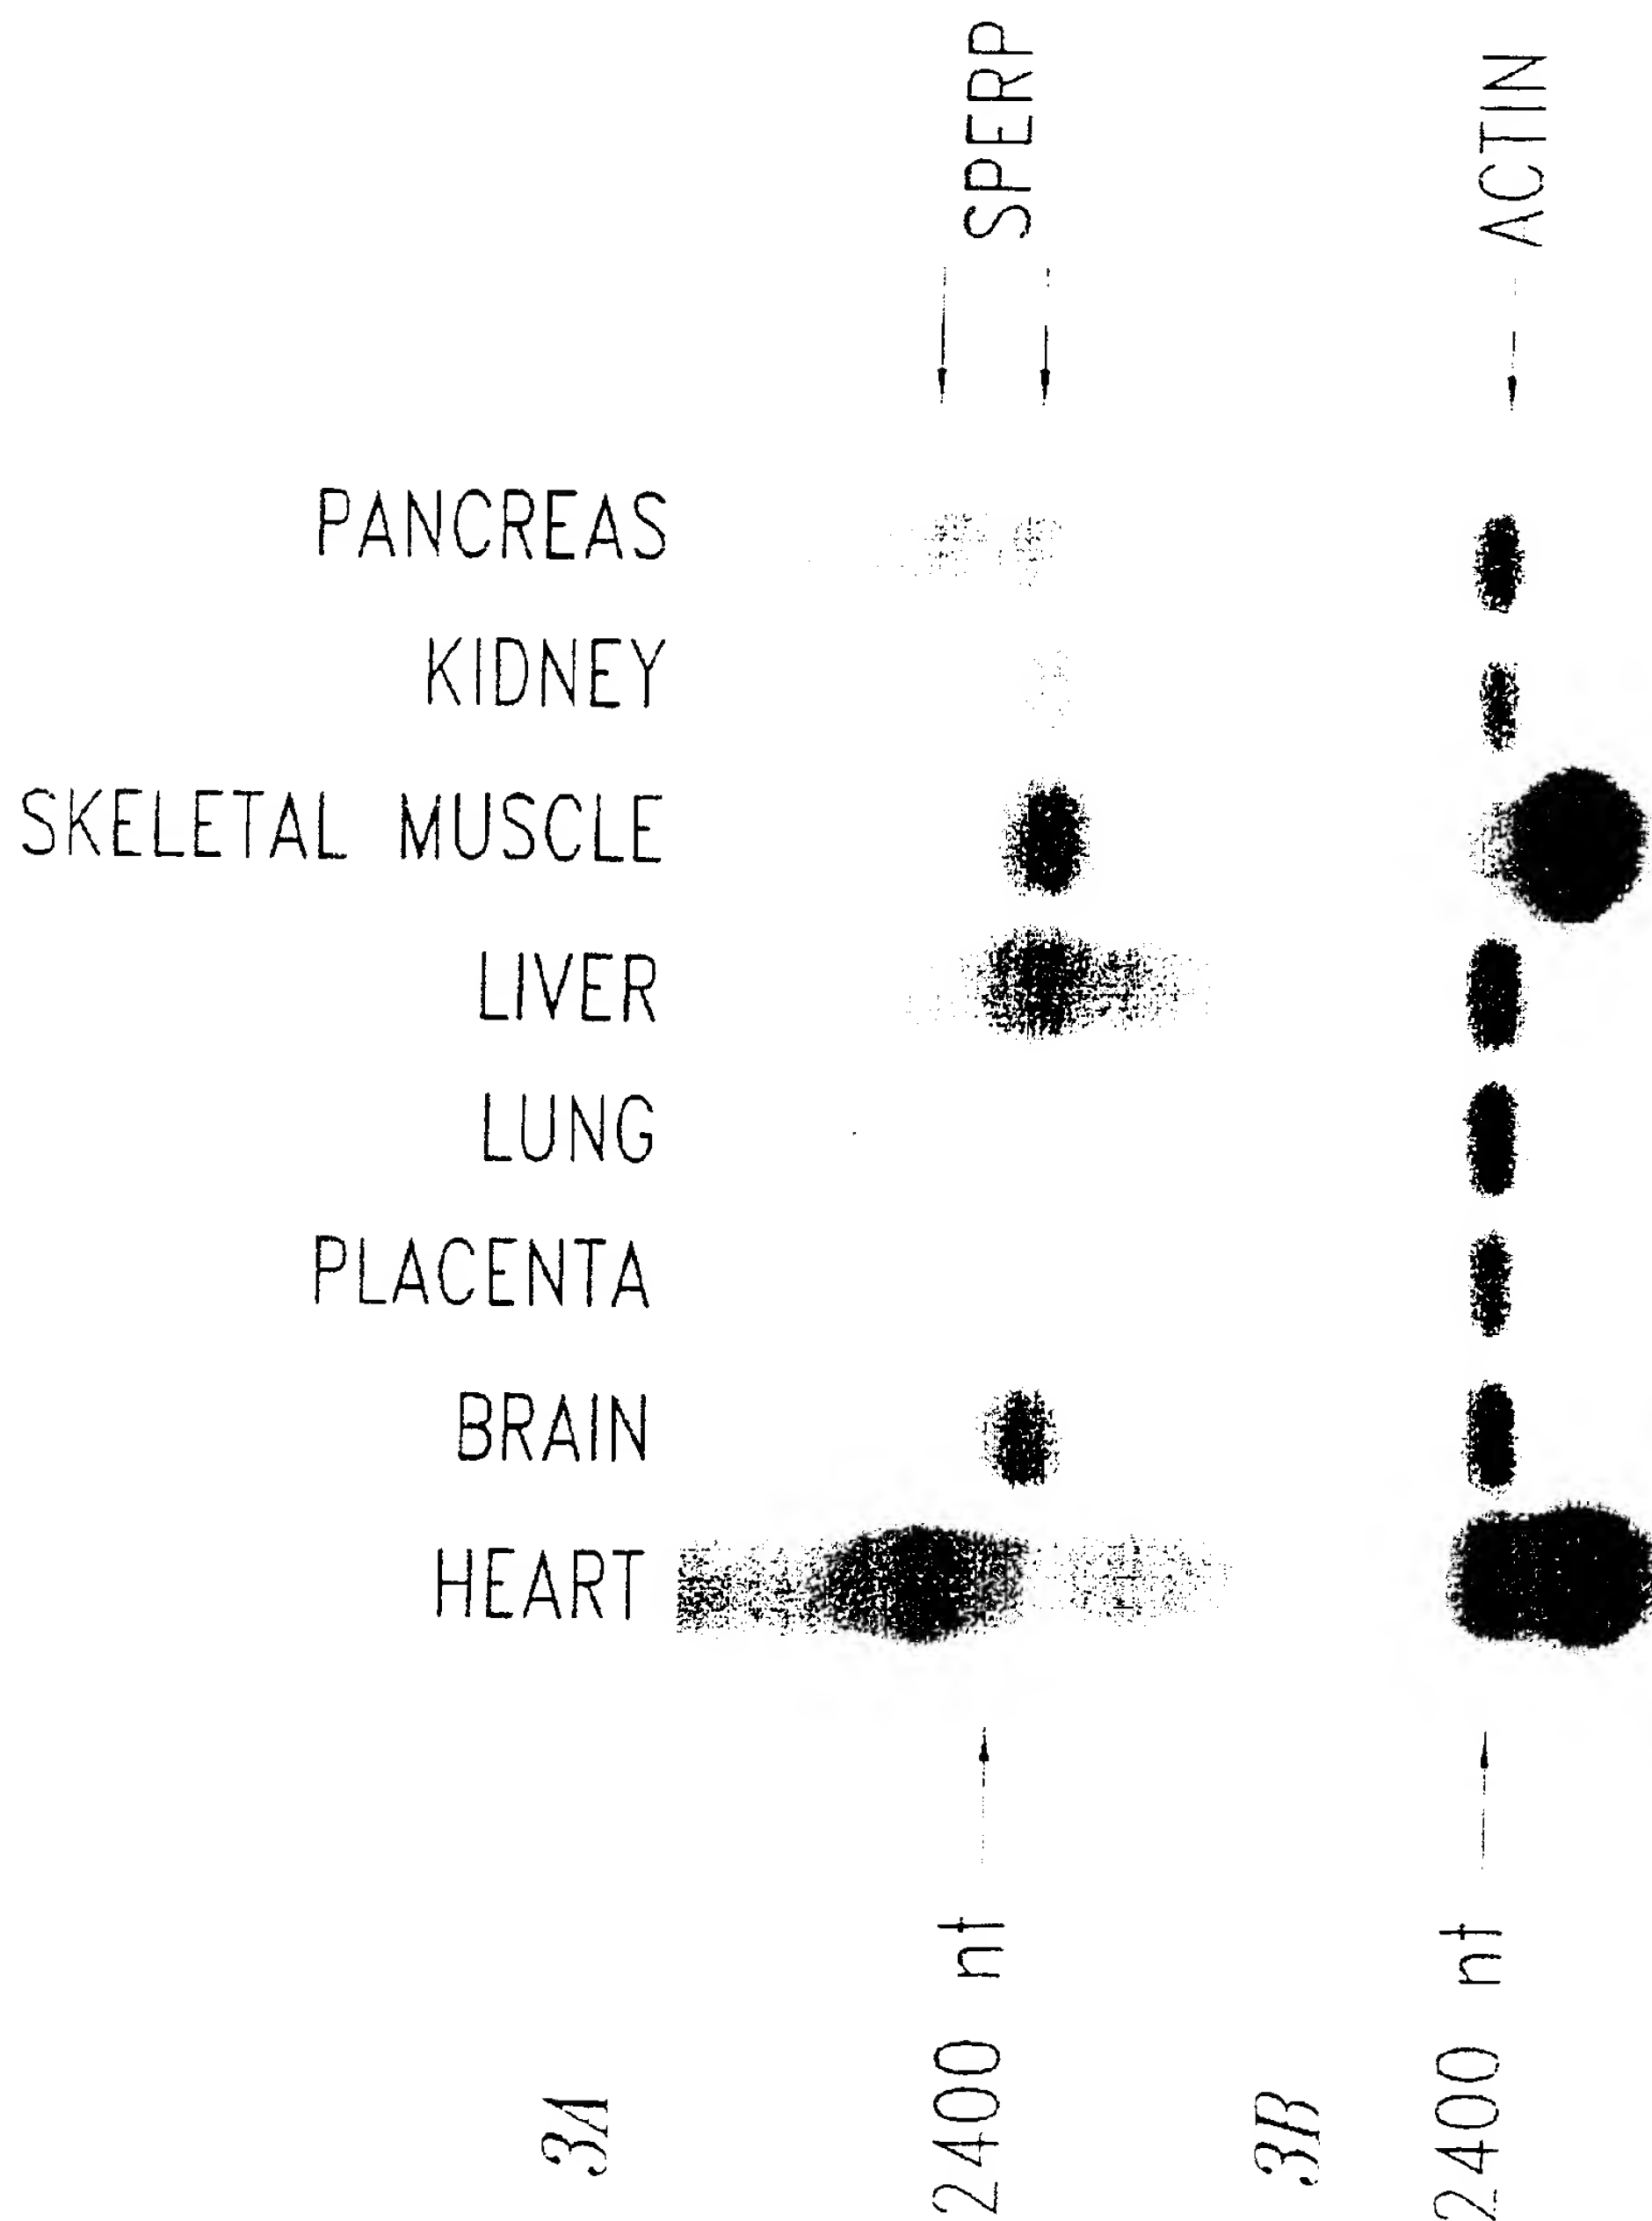 SPERP
ACTIN
PANCREAS
KIDNEY
SKELETAL MUSCLE
LIVER
LUNG
PLACENTA
BRAIN
HEART
3A
2400 nt
3B
2400 nt